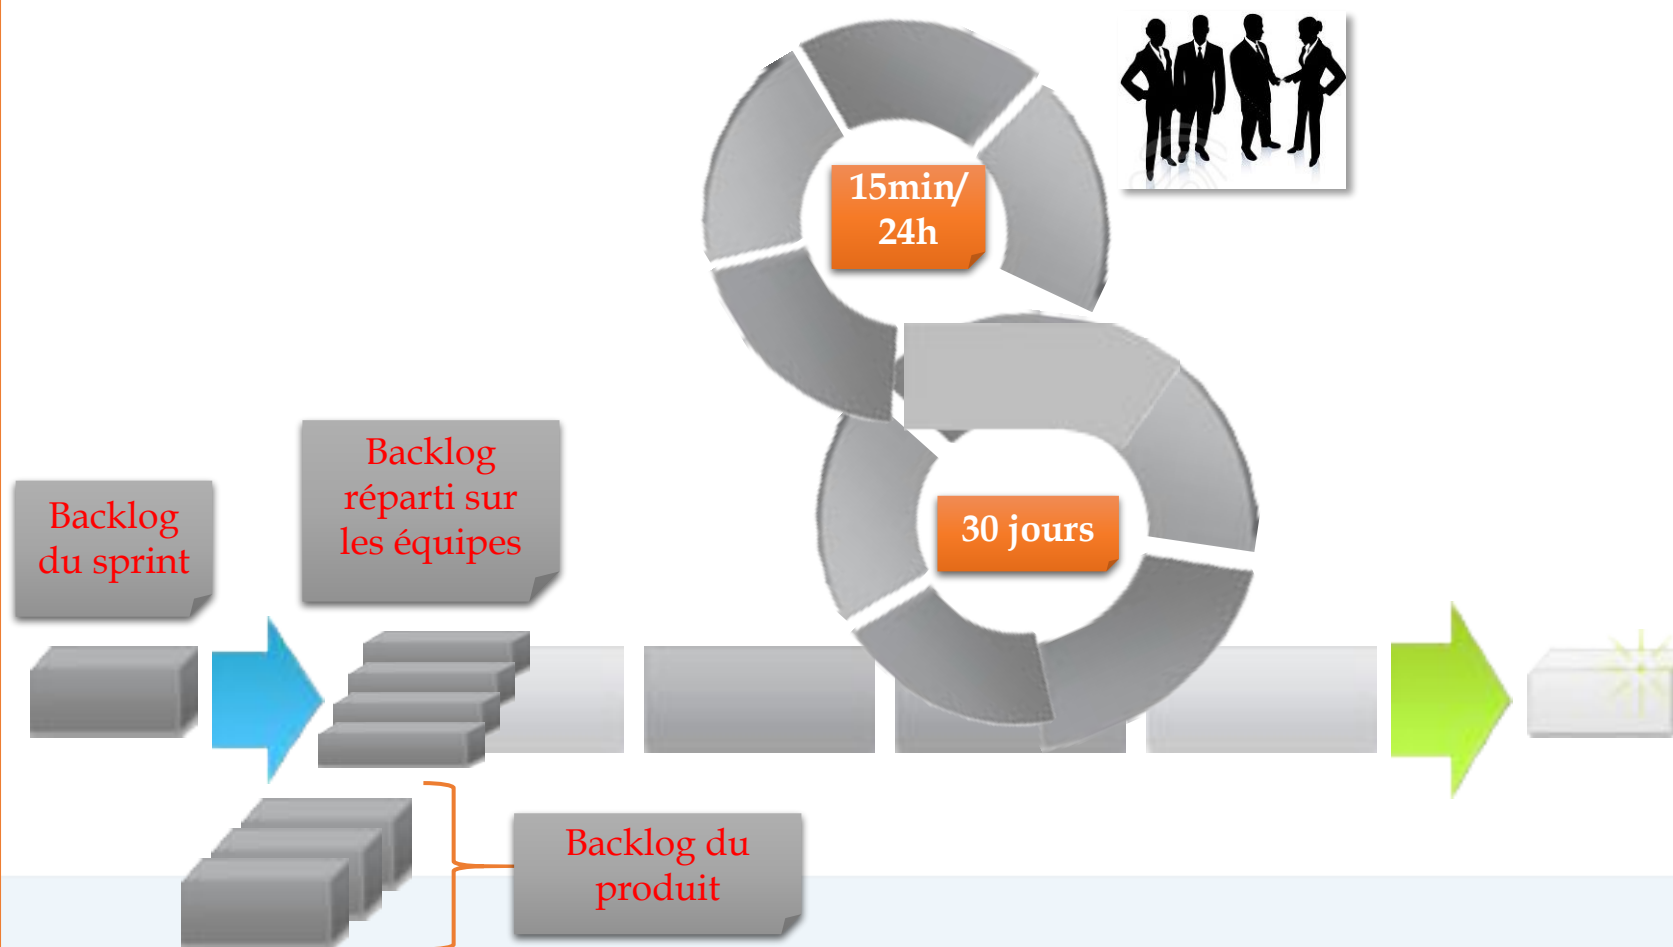 15min/
24h
Backlog
réparti sur
les équipes
Backlog
du sprint
30 jours
Backlog du
produit